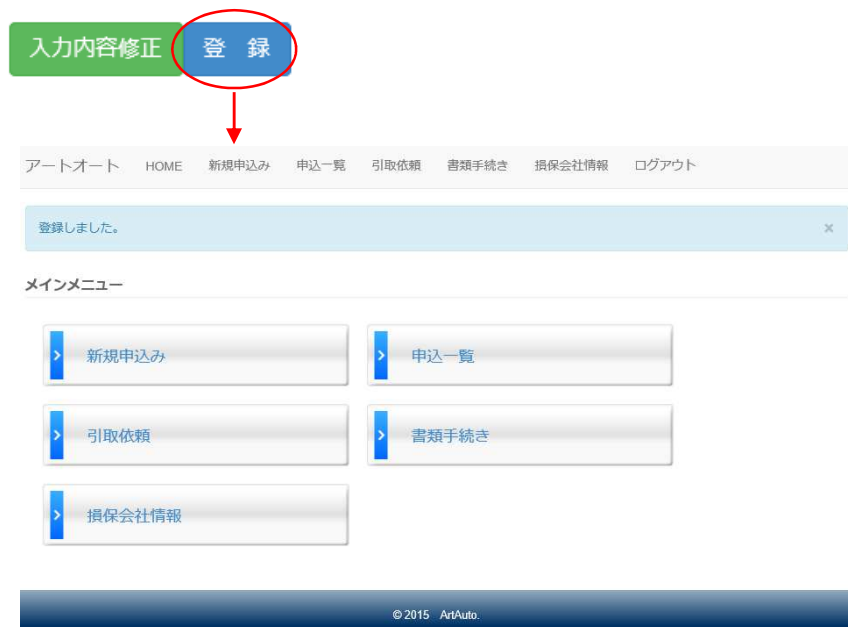 入力内容修正 登　録
アートオート HOME 新規申込み 申込一覧 引取依頼 書類手続き 損保会社情報 ログアウト
登録しました。 ×
メインメニュー
新規申込み 申込一覧
引取依頼 書類手続き
損保会社情報
© 2015 ArtAuto.